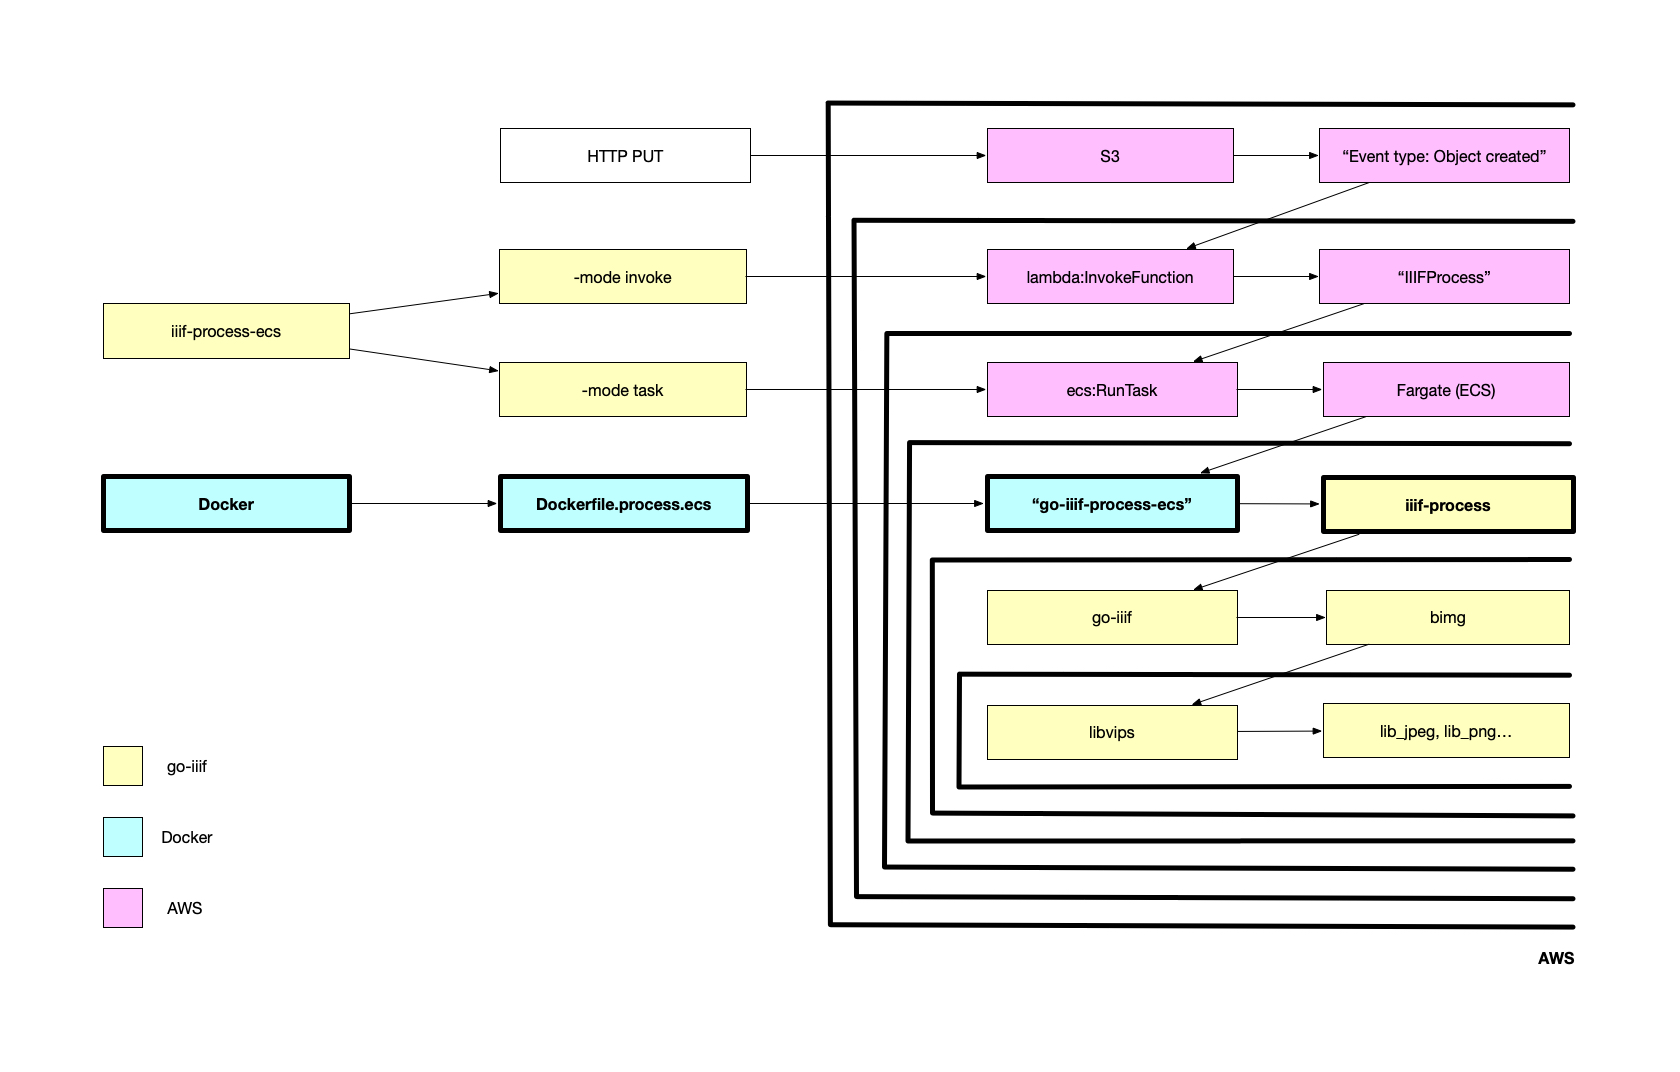 HTTP PUT
S3
“Event type: Object created”
-mode invoke
lambda:InvokeFunction
“IIIFProcess”
iiif-process-ecs
-mode task
ecs:RunTask
Fargate (ECS)
Docker
Dockerfile.process.ecs
“go-iiif-process-ecs”
iiif-process
go-iiif
bimg
libvips
lib_jpeg, lib_png…
go-iiif
Docker
AWS
AWS